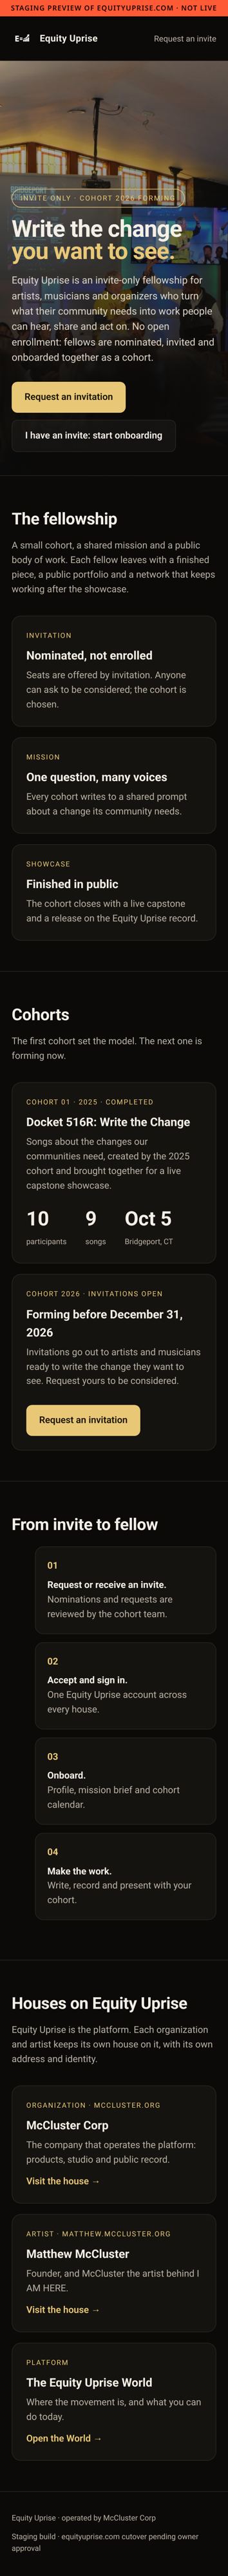 STAGING PREVIEW OF EQUITYUPRISE.COM · NOT LIVE
Equity Uprise
Request an invite
INVITE ONLY · COHORT 2026 FORMING
Write the change
you want to see.
Equity Uprise is an invite-only fellowship for
artists, musicians and organizers who turn
what their community needs into work people
can hear, share and act on. No open
enrollment: fellows are nominated, invited and
onboarded together as a cohort.
Request an invitation
I have an invite: start onboarding
The fellowship
A small cohort, a shared mission and a public
body of work. Each fellow leaves with a finished
piece, a public portfolio and a network that keeps
working after the showcase.
INVITATION
Nominated, not enrolled
Seats are offered by invitation. Anyone
can ask to be considered; the cohort is
chosen.
MISSION
One question, many voices
Every cohort writes to a shared prompt
about a change its community needs.
SHOWCASE
Finished in public
The cohort closes with a live capstone
and a release on the Equity Uprise record.
Cohorts
The first cohort set the model. The next one is
forming now.
COHORT 01 · 2025 · COMPLETED
Docket 516R: Write the Change
Songs about the changes our
communities need, created by the 2025
cohort and brought together for a live
capstone showcase.
10 9 Oct 5
participants songs Bridgeport, CT
COHORT 2026 · INVITATIONS OPEN
Forming before December 31,
2026
Invitations go out to artists and musicians
ready to write the change they want to
see. Request yours to be considered.
Request an invitation
From invite to fellow
01
Request or receive an invite.
Nominations and requests are
reviewed by the cohort team.
02
Accept and sign in.
One Equity Uprise account across
every house.
03
Onboard.
Profile, mission brief and cohort
calendar.
04
Make the work.
Write, record and present with your
cohort.
Houses on Equity Uprise
Equity Uprise is the platform. Each organization
and artist keeps its own house on it, with its own
address and identity.
ORGANIZATION · MCCLUSTER.ORG
McCluster Corp
The company that operates the platform:
products, studio and public record.
Visit the house →
ARTIST · MATTHEW.MCCLUSTER.ORG
Matthew McCluster
Founder, and McCluster the artist behind I
AM HERE.
Visit the house →
PLATFORM
The Equity Uprise World
Where the movement is, and what you can
do today.
Open the World →
Equity Uprise · operated by McCluster Corp
Staging build · equityuprise.com cutover pending owner
approval